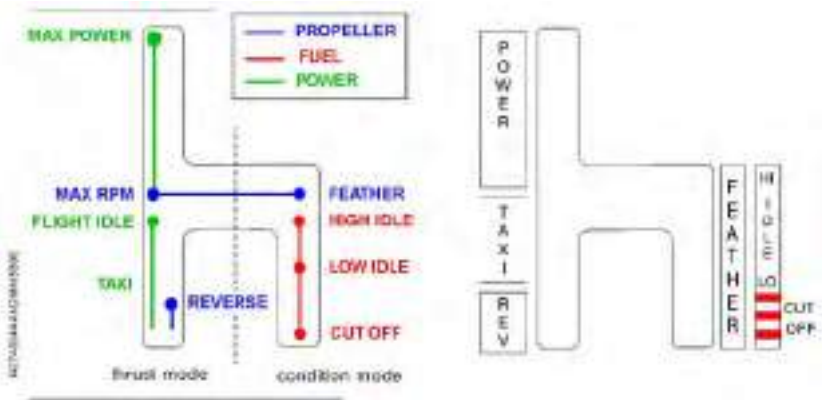 MAX POWER
PROPELLER
FUEL
POWER
MAX RPM
FEATHER
FLIGHT IDLE
HIGH IDLE
TAXI
LOW IDLE
REVERSE
CUT OFF
thrust mode
condition mode
POWER
TAXI
REV
FEATHER
HI IDLE LO
CUT
OFF